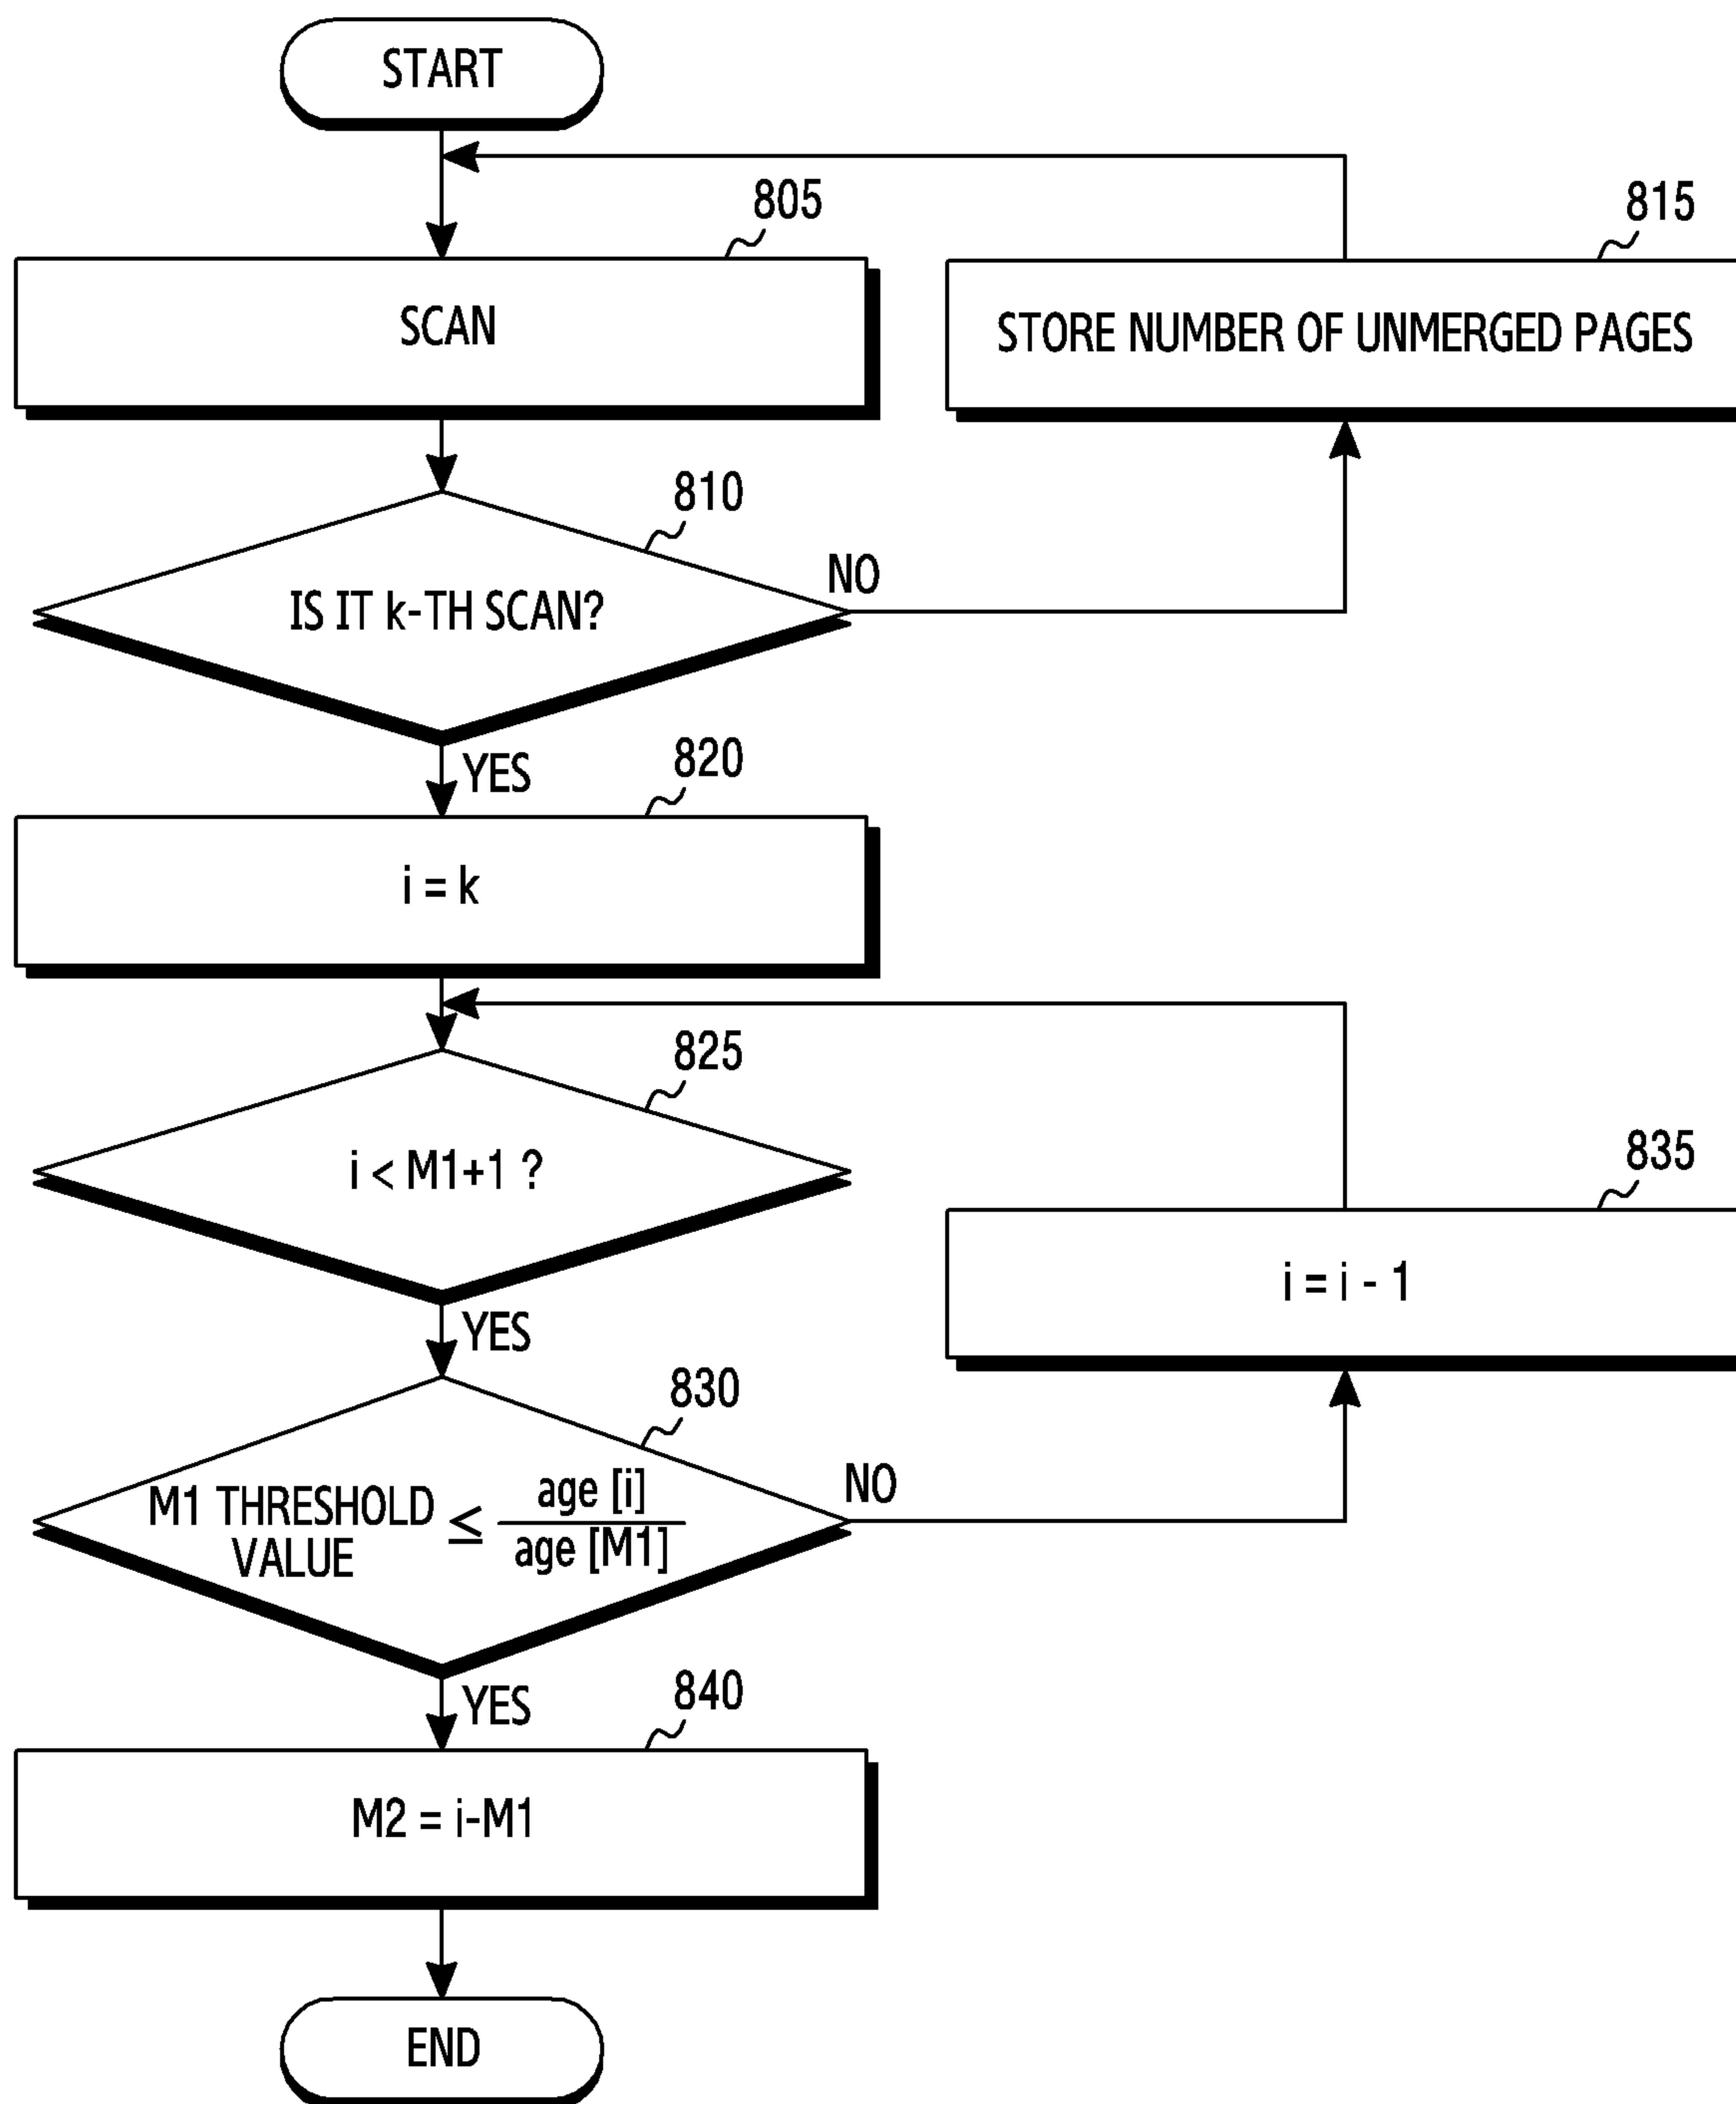 START
805
SCAN
815
STORE NUMBER OF UNMERGED PAGES
810
IS IT k-TH SCAN?
NO
YES
820
i = k
825
i < M1+1 ?
YES
835
i = i - 1
830
M1 THRESHOLD
VALUE
≤
age [i]
age [M1]
NO
YES
840
M2 = i-M1
END